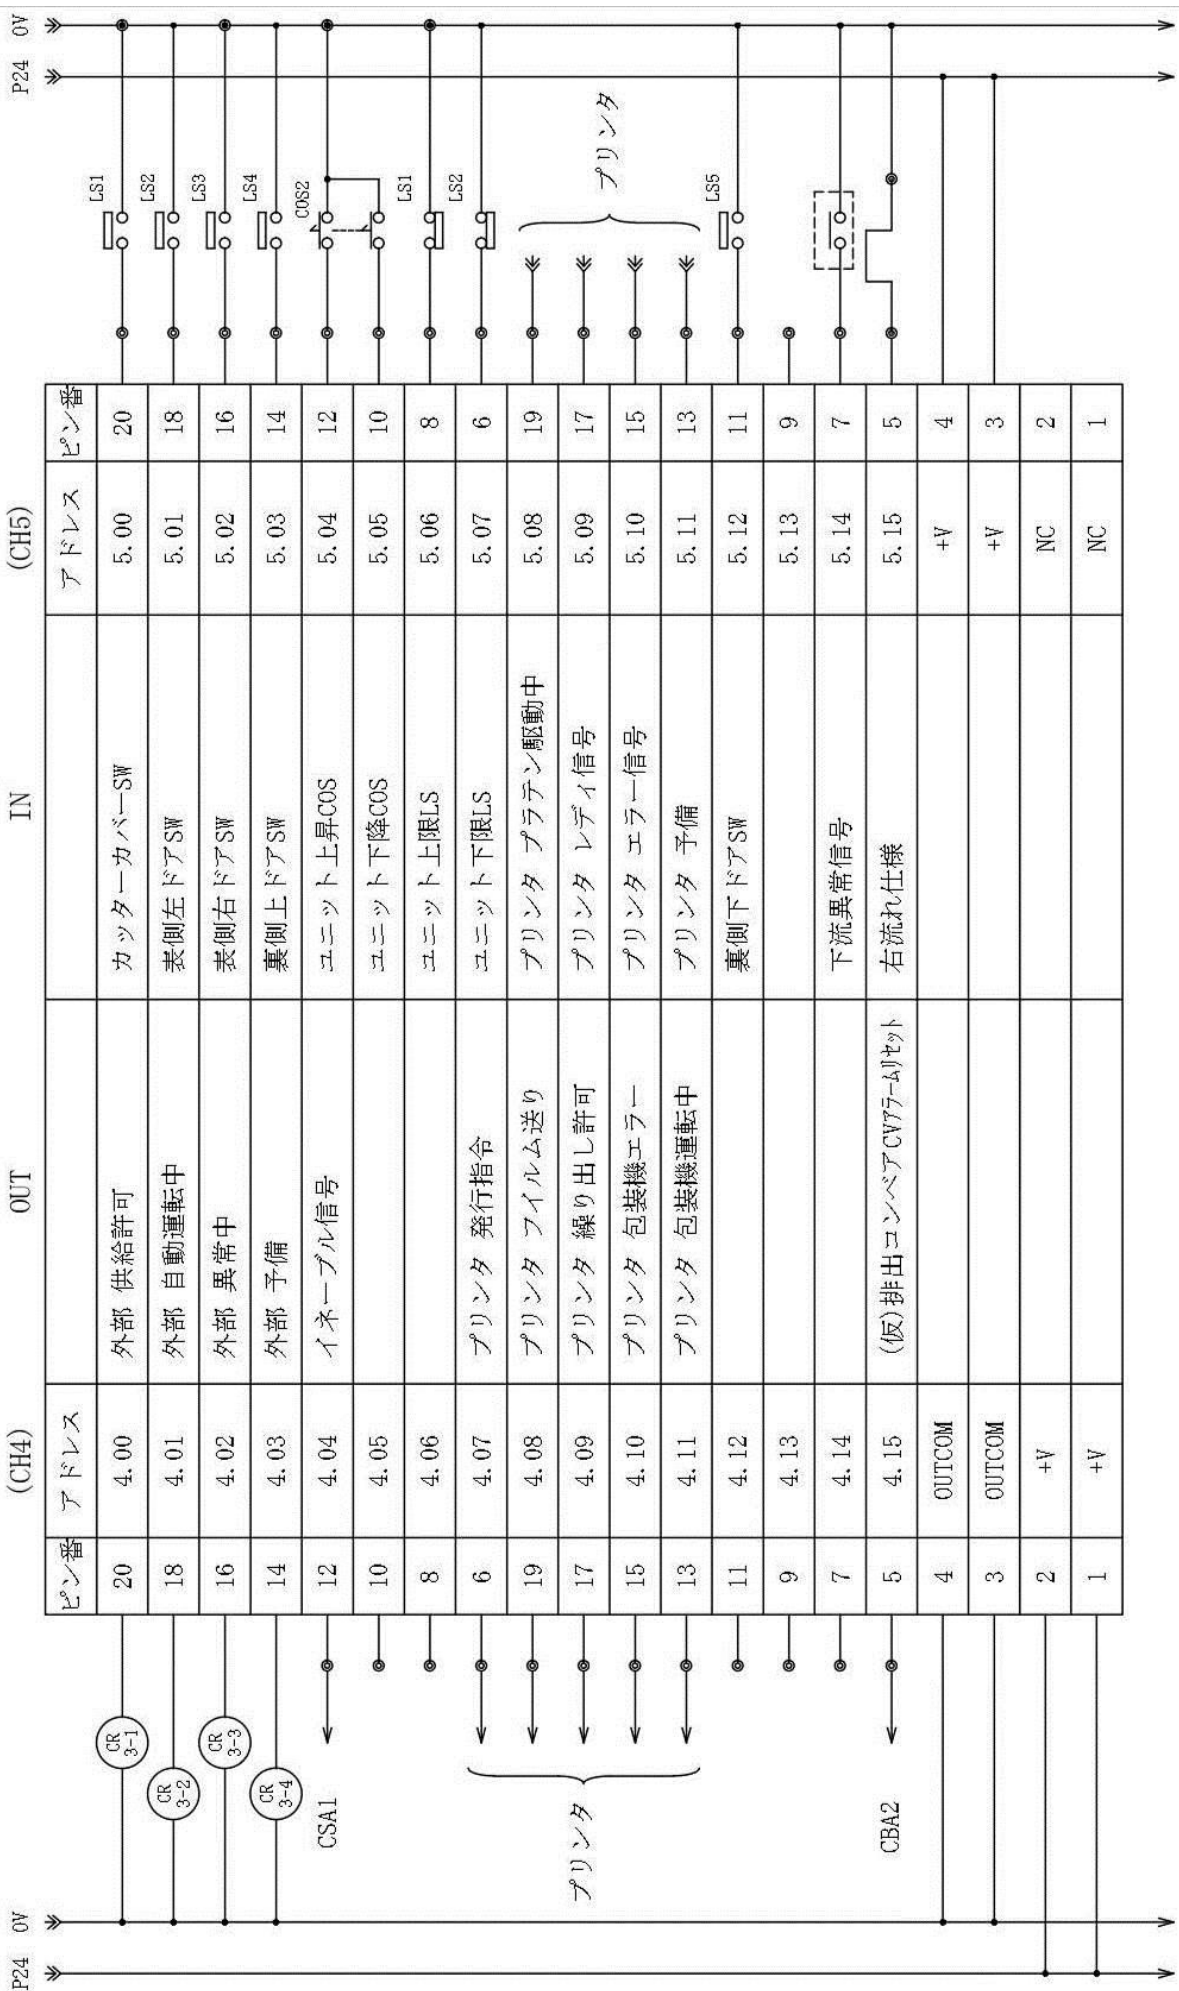 (CH4) OUT IN (CH5)
ピン番 アドレス アドレス ピン番
P24 0V 0V P24
CR 3-1 20 4.00 外部 供給許可 カッターカバーSW 5.00 20 LS1
CR 3-2 18 4.01 外部 自動運転中 表側左ドアSW 5.01 18 LS2
CR 3-3 16 4.02 外部 異常中 表側右ドアSW 5.02 16 LS3
CR 3-4 14 4.03 外部 予備 裏側上ドアSW 5.03 14 LS4
CSA1 12 4.04 イネーブル信号 ユニット上昇COS 5.04 12 COS2
10 4.05 ユニット下降COS 5.05 10
8 4.06 ユニット上限LS 5.06 8 LS1
6 4.07 プリンタ 発行指令 ユニット下限LS 5.07 6 LS2
19 4.08 プリンタ フイルム送り プリンタ プラテン駆動中 5.08 19
プリンタ 17 4.09 プリンタ 繰り出し許可 プリンタ レディ信号 5.09 17 プリンタ
15 4.10 プリンタ 包装機エラー プリンタ エラー信号 5.10 15
13 4.11 プリンタ 包装機運転中 プリンタ 予備 5.11 13
11 4.12 裏側下ドアSW 5.12 11 LS5
9 4.13 5.13 9
7 4.14 下流異常信号 5.14 7
CBA2 5 4.15 (仮)排出コンベアCVアラームリセット 右流れ仕様 5.15 5
4 OUTCOM +V 4
3 OUTCOM +V 3
2 +V NC 2
1 +V NC 1